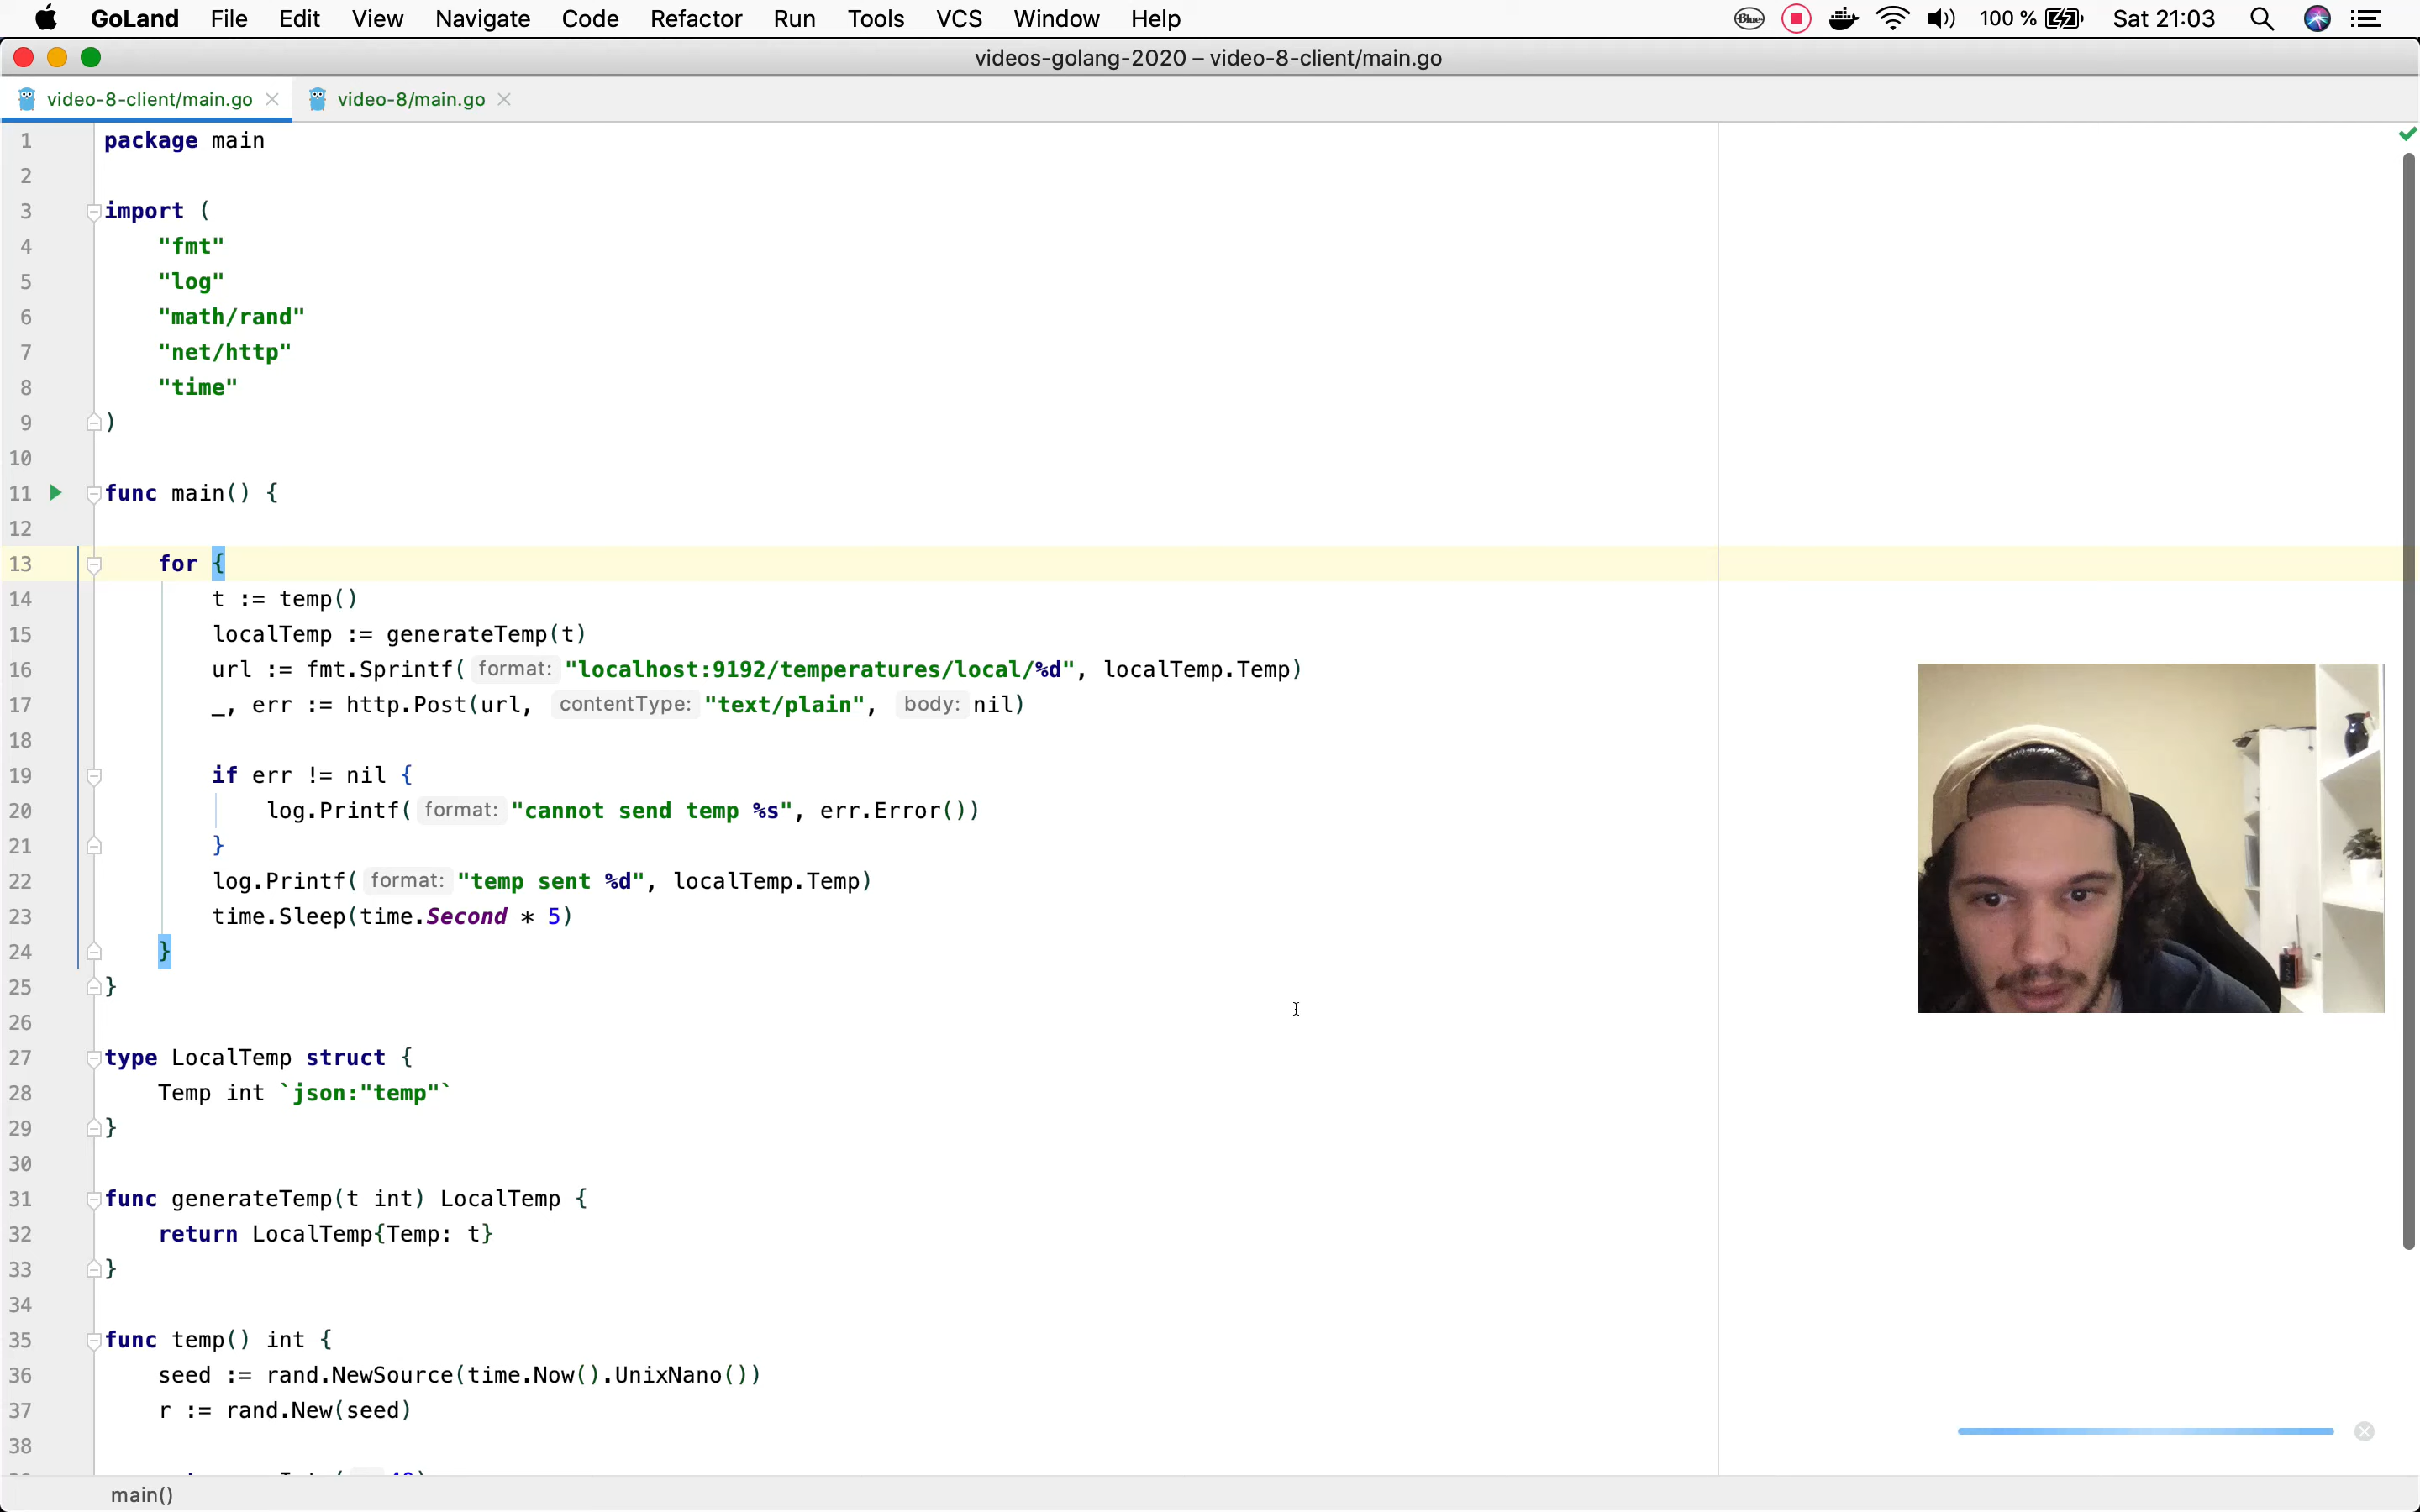 GoLand File Edit View Navigate Code Refactor Run Tools VCS Window Help Blue 100 % Sat 21:03
videos-golang-2020 – video-8-client/main.go
video-8-client/main.go video-8/main.go
1 package main
2
3 import (
4 "fmt"
5 "log"
6 "math/rand"
7 "net/http"
8 "time"
9 )
10
11 func main() {
12
13 for {
14 t := temp()
15 localTemp := generateTemp(t)
16 url := fmt.Sprintf( format: "localhost:9192/temperatures/local/%d", localTemp.Temp)
17 _, err := http.Post(url, contentType: "text/plain", body: nil)
18
19 if err != nil {
20 log.Printf( format: "cannot send temp %s", err.Error())
21 }
22 log.Printf( format: "temp sent %d", localTemp.Temp)
23 time.Sleep(time.Second * 5)
24 }
25 }
26
27 type LocalTemp struct {
28 Temp int `json:"temp"`
29 }
30
31 func generateTemp(t int) LocalTemp {
32 return LocalTemp{Temp: t}
33 }
34
35 func temp() int {
36 seed := rand.NewSource(time.Now().UnixNano())
37 r := rand.New(seed)
38
main()